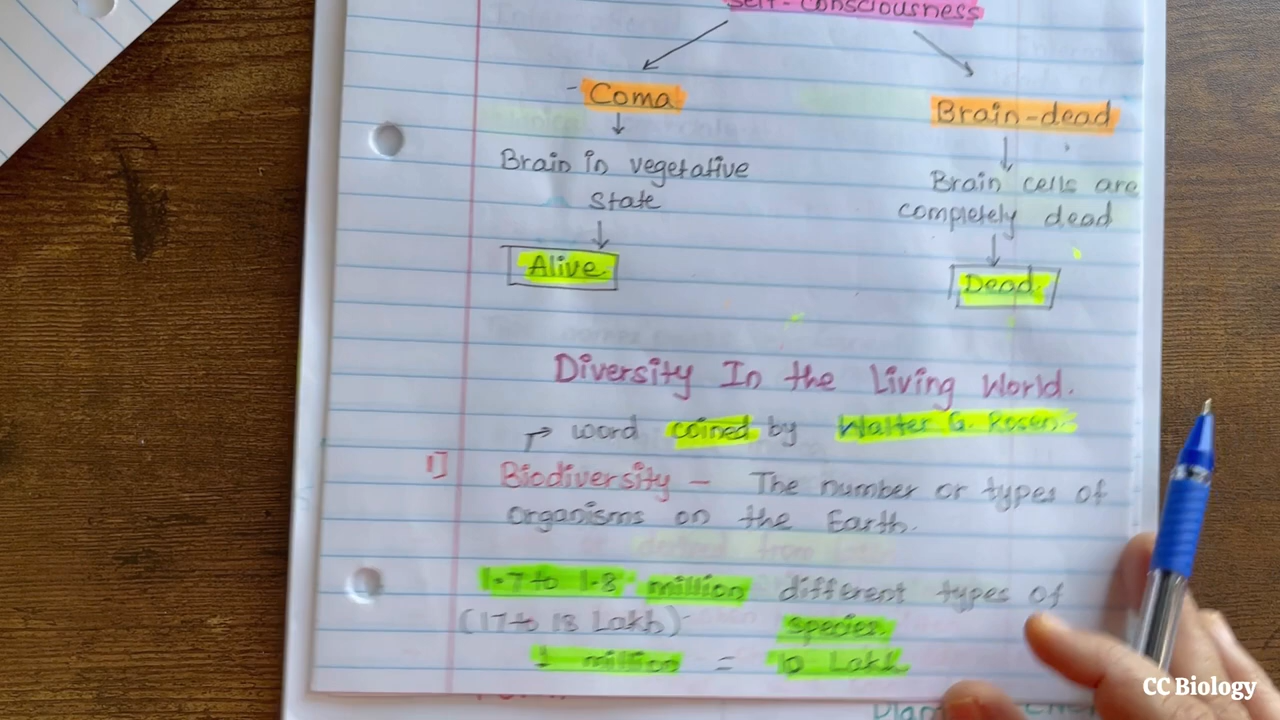 Self-Consciousness
- Coma
Brain-dead
Brain in vegetative
State
Brain cells are
completely dead
Alive
Dead.
Diversity In the Living World.
word coined by Walter G. Rosen.
1] Biodiversity - The number or types of
organisms on the Earth.
1.7 to 1.8 million different types of
(17 to 18 Lakh) species.
1 million = 10 Lakh
CC Biology